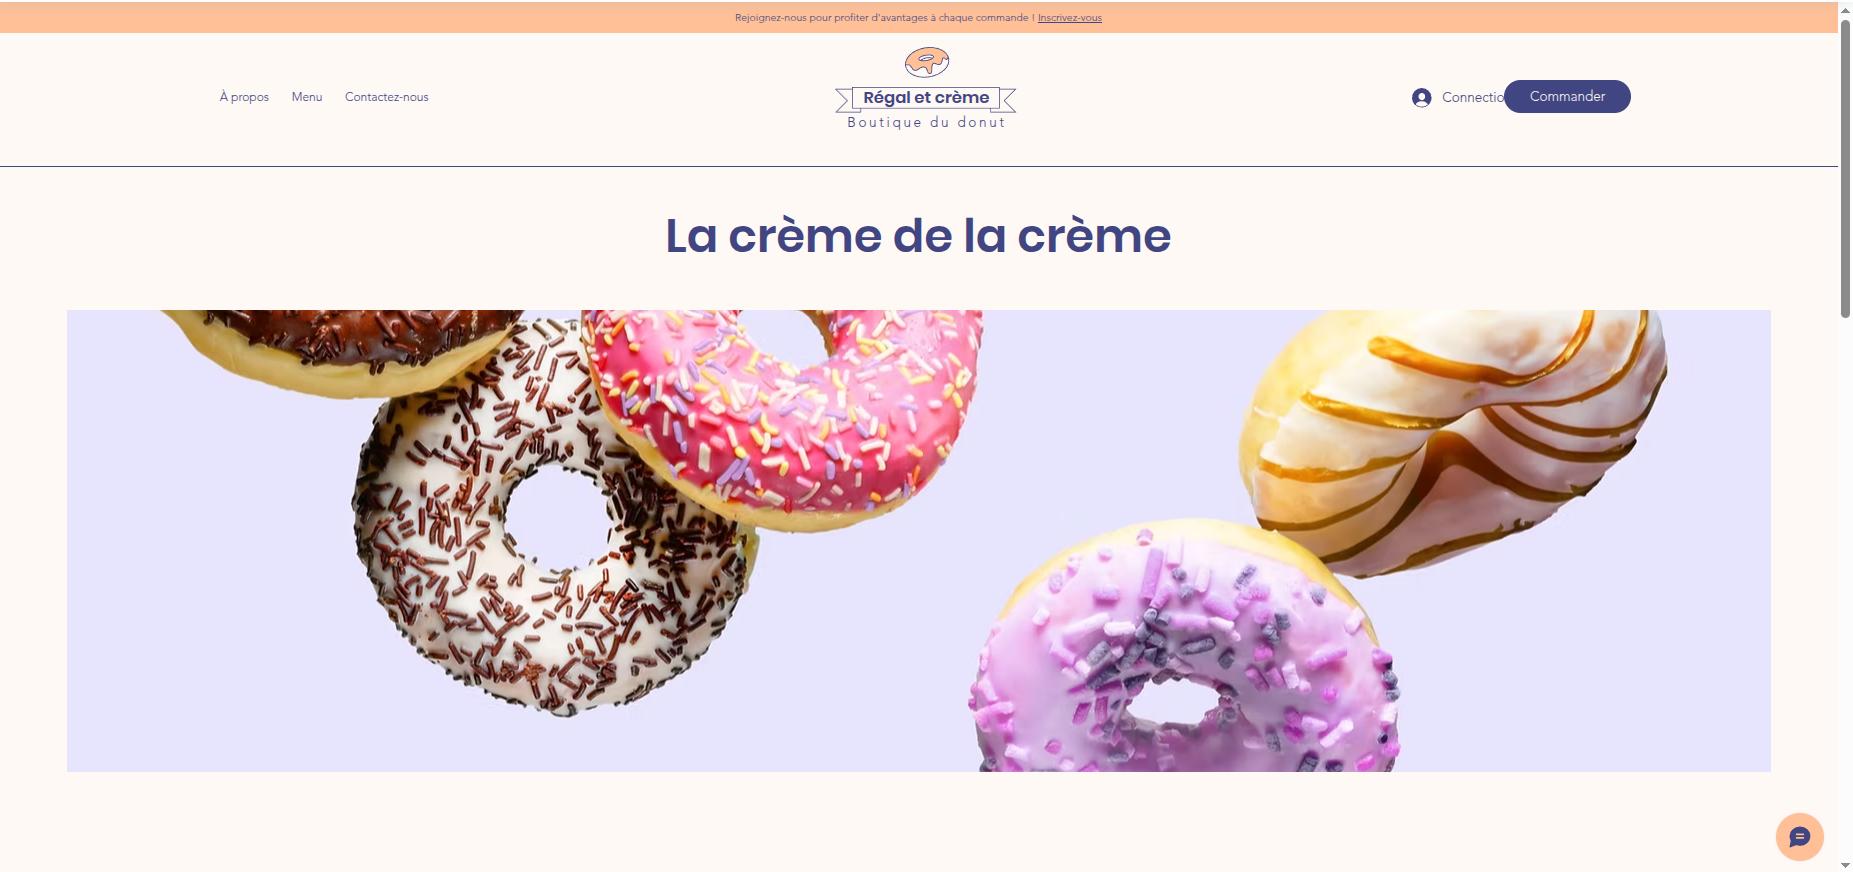 Rejoignez-nous pour profiter d'avantages à chaque commande ! Inscrivez-vous
À propos
Menu
Contactez-nous
Régal et crème
Boutique du donut
Connectio
Commander
La crème de la crème